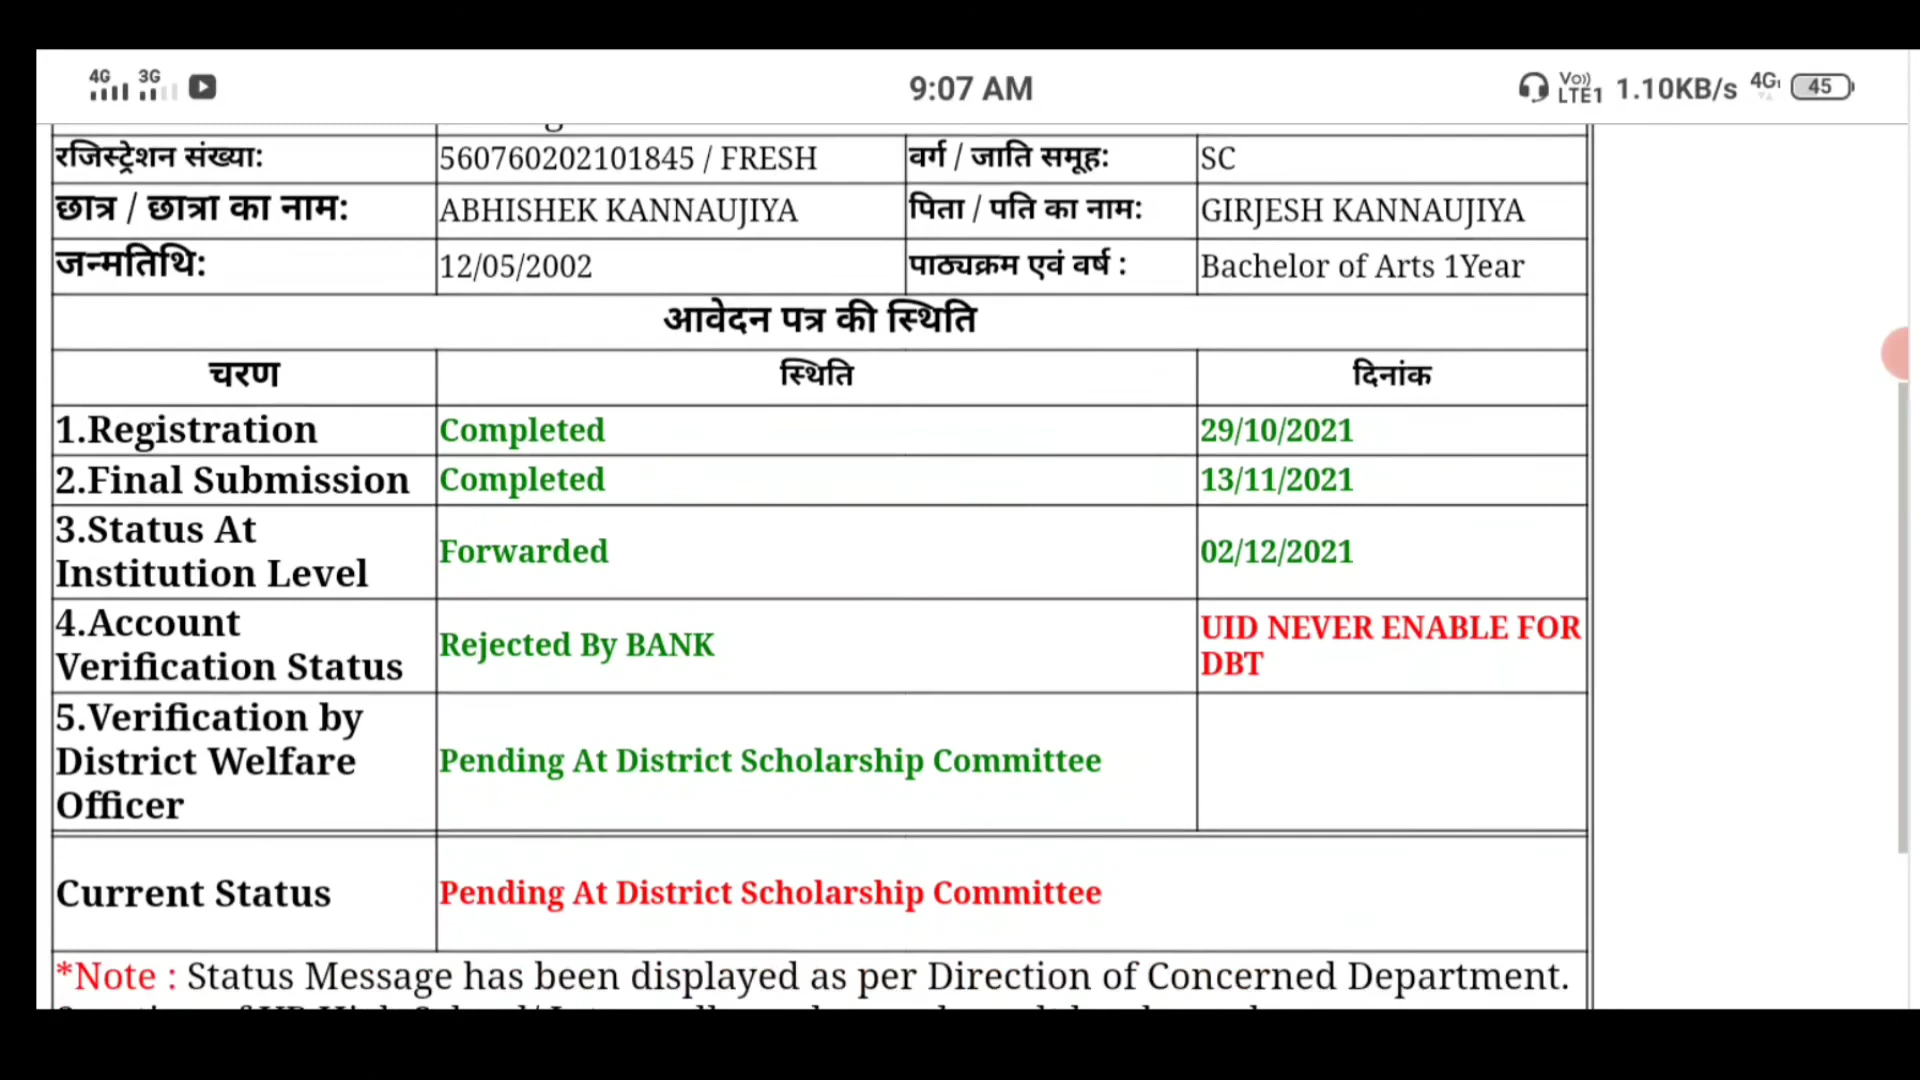 4G 3G 9:07 AM Vo)) LTE1 1.10KB/s 4G 45
रजिस्ट्रेशन संख्या: 560760202101845 / FRESH वर्ग / जाति समूह: SC
छात्र / छात्रा का नाम: ABHISHEK KANNAUJIYA पिता / पति का नाम: GIRJESH KANNAUJIYA
जन्मतिथि: 12/05/2002 पाठ्यक्रम एवं वर्ष : Bachelor of Arts 1Year
आवेदन पत्र की स्थिति
चरण स्थिति दिनांक
1.Registration Completed 29/10/2021
2.Final Submission Completed 13/11/2021
3.Status At
Institution Level Forwarded 02/12/2021
4.Account
Verification Status Rejected By BANK UID NEVER ENABLE FOR
DBT
5.Verification by
District Welfare
Officer Pending At District Scholarship Committee
Current Status Pending At District Scholarship Committee
*Note : Status Message has been displayed as per Direction of Concerned Department.